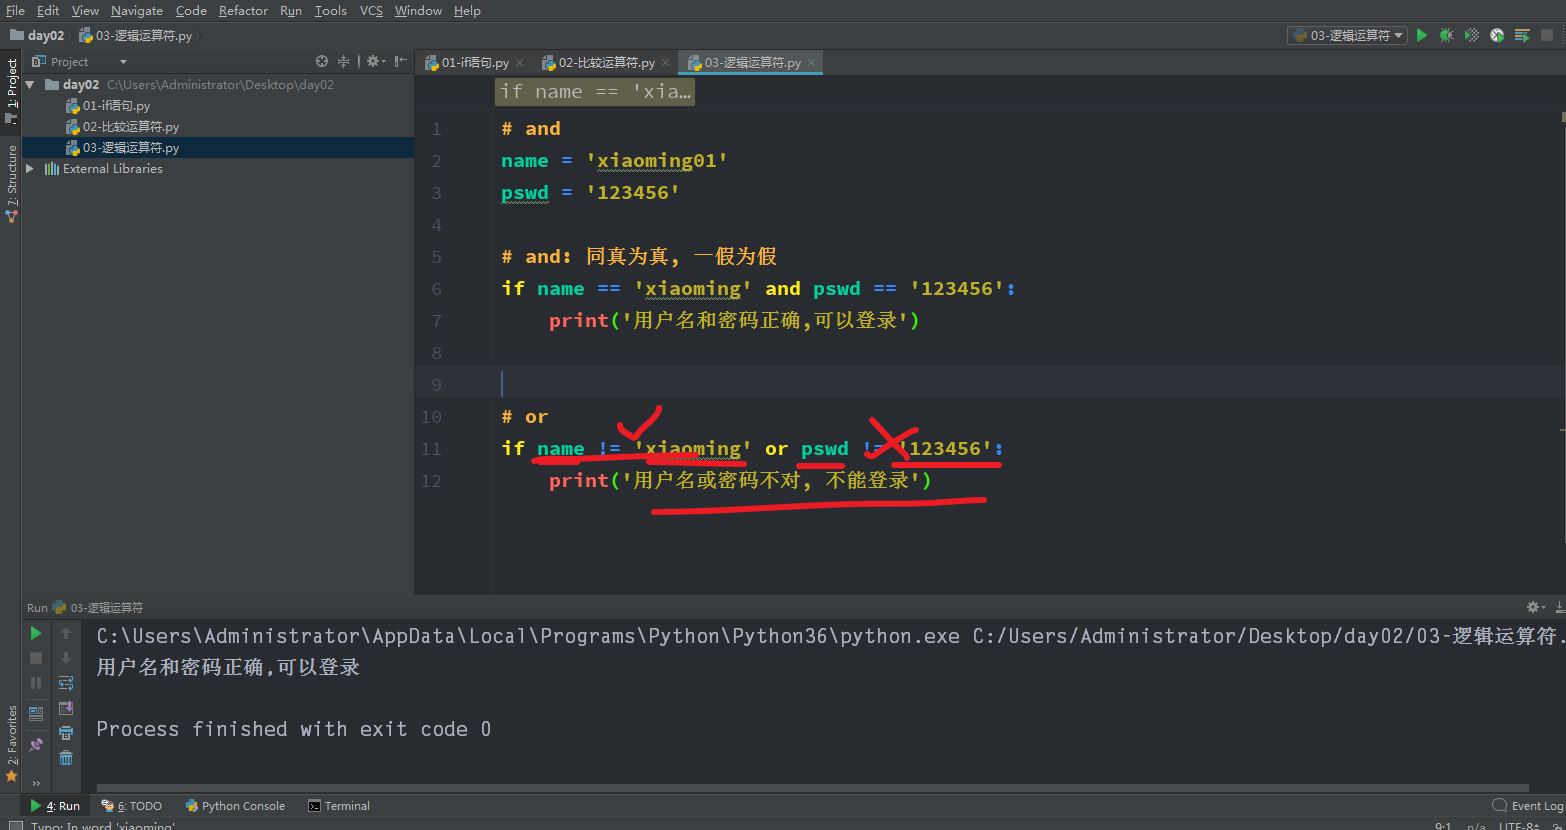 File Edit View Navigate Code Refactor Run Tools VCS Window Help
day02 03-逻辑运算符.py 03-逻辑运算符
1: Project
7: Structure
2: Favorites
Project
day02 C:\Users\Administrator\Desktop\day02
01-if语句.py
02-比较运算符.py
03-逻辑运算符.py
External Libraries
01-if语句.py 02-比较运算符.py 03-逻辑运算符.py
if name == 'xia…
1 # and
2 name = 'xiaoming01'
3 pswd = '123456'
4
5 # and: 同真为真, 一假为假
6 if name == 'xiaoming' and pswd == '123456':
7 print('用户名和密码正确,可以登录')
8
9
10 # or
11 if name != 'xiaoming' or pswd != '123456':
12 print('用户名或密码不对, 不能登录')
Run 03-逻辑运算符
C:\Users\Administrator\AppData\Local\Programs\Python\Python36\python.exe C:/Users/Administrator/Desktop/day02/03-逻辑运算符.
用户名和密码正确,可以登录
Process finished with exit code 0
4: Run 6: TODO Python Console Terminal Event Log
Typo: In word 'xiaoming' 9:1 n/a UTF-8